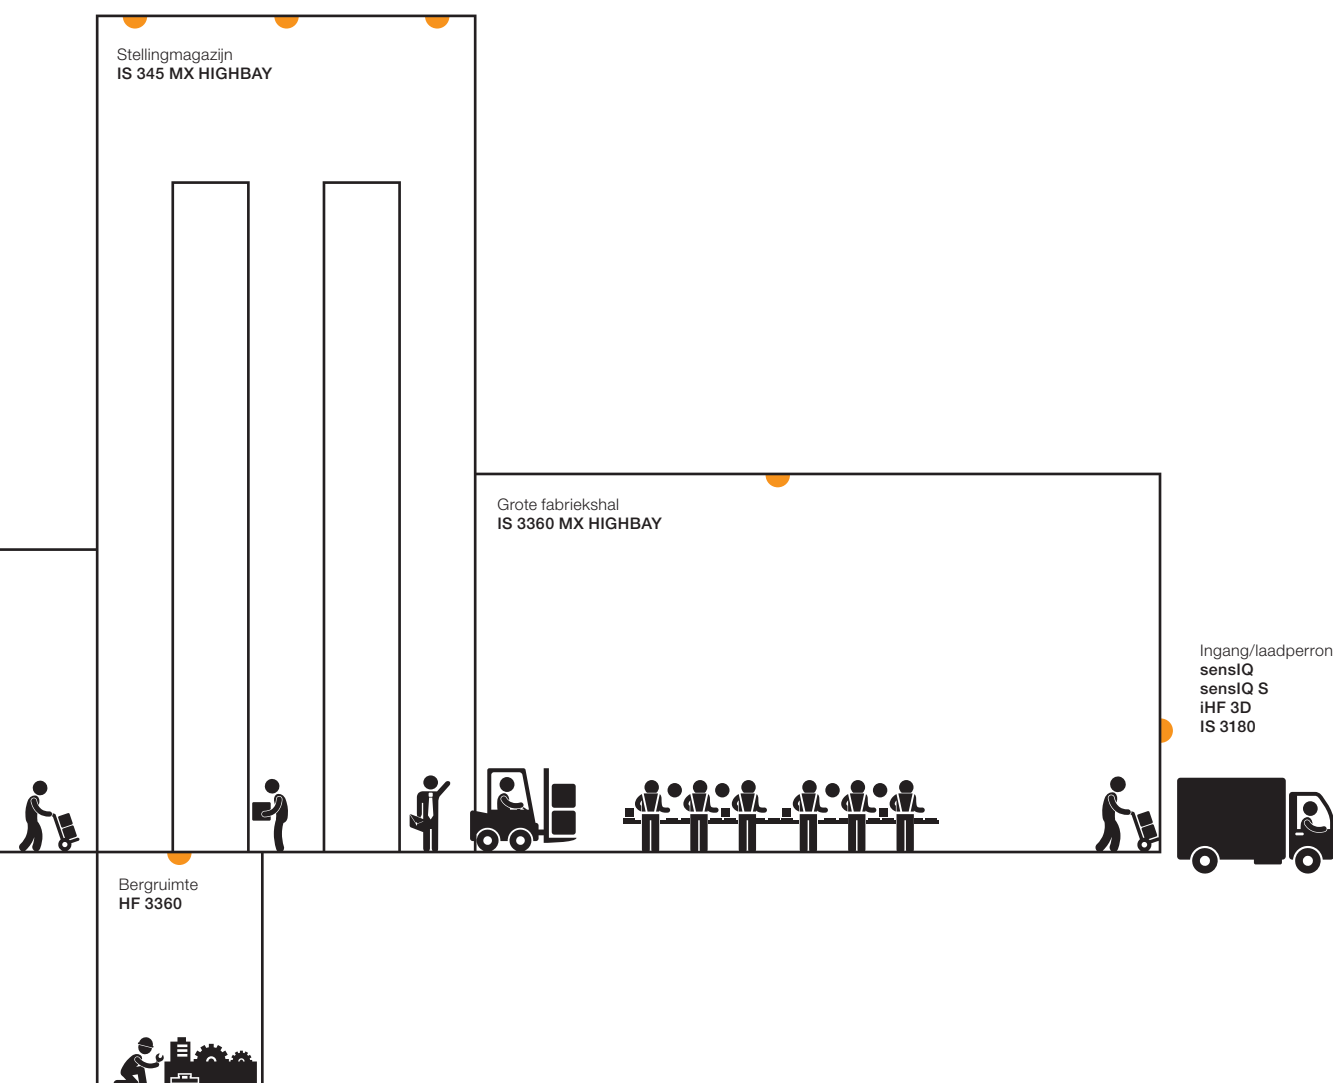 Stellingmagazijn
IS 345 MX HIGHBAY
Grote fabriekshal
IS 3360 MX HIGHBAY
Ingang/laadperron
sensIQ
sensIQ S
iHF 3D
IS 3180
Bergruimte
HF 3360